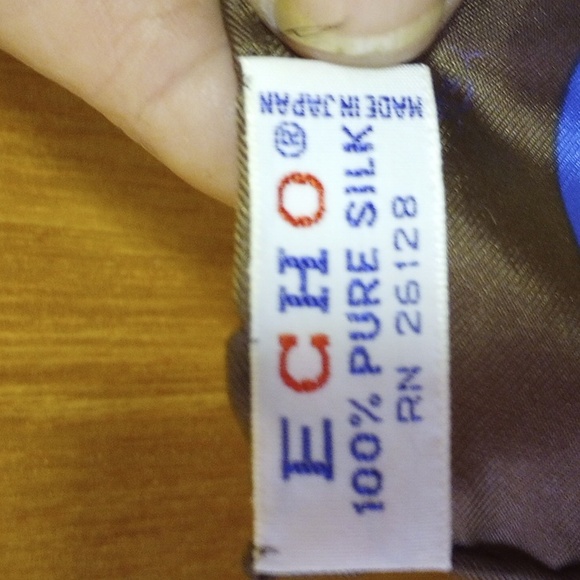 ECHO®
100% PURE SILK
RN 26128
MADE IN JAPAN